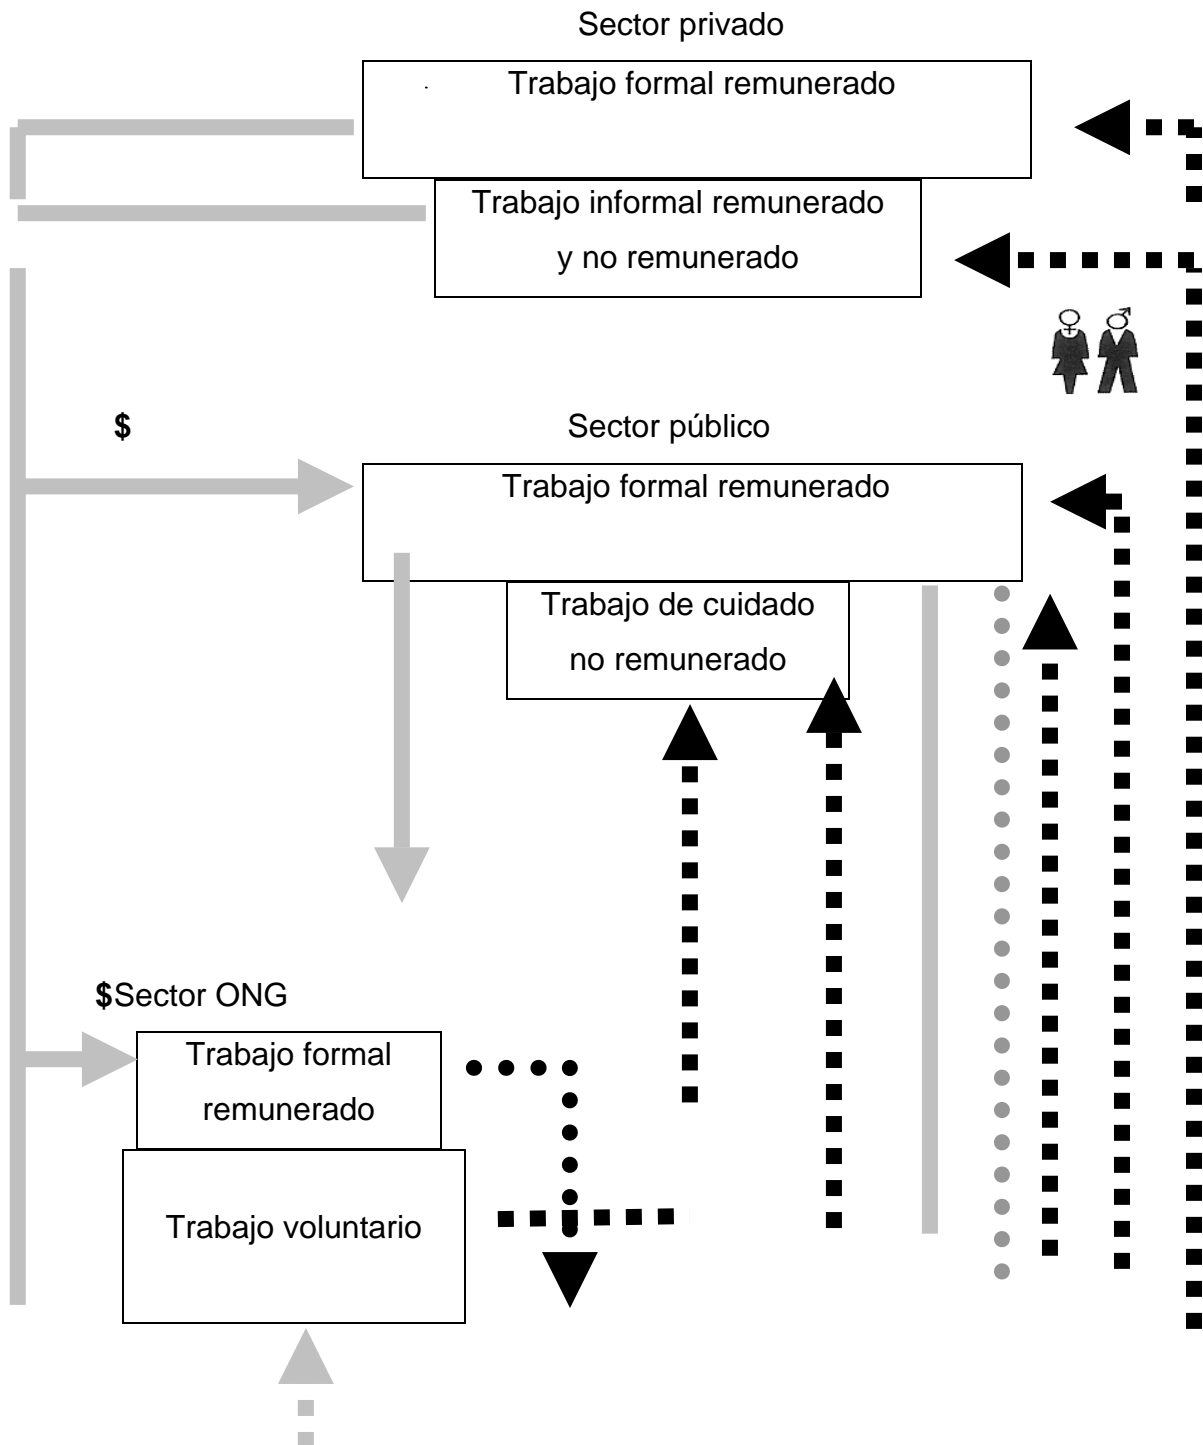 Sector privado
Trabajo formal remunerado
Trabajo informal remunerado
y no remunerado
$
Sector público
Trabajo formal remunerado
Trabajo de cuidado
no remunerado
$Sector ONG
Trabajo formal
remunerado
Trabajo voluntario